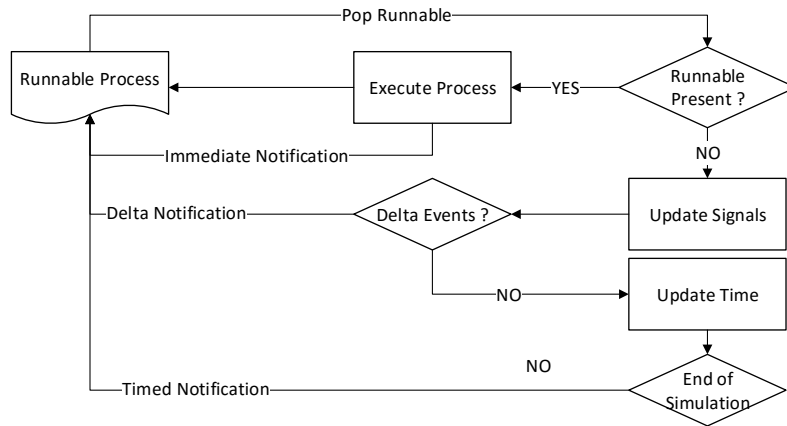 Pop Runnable
Runnable Process
Execute Process
YES
Runnable
Present ?
Immediate Notification
NO
Delta Notification
Delta Events ?
Update Signals
NO
Update Time
NO
Timed Notification
End of
Simulation